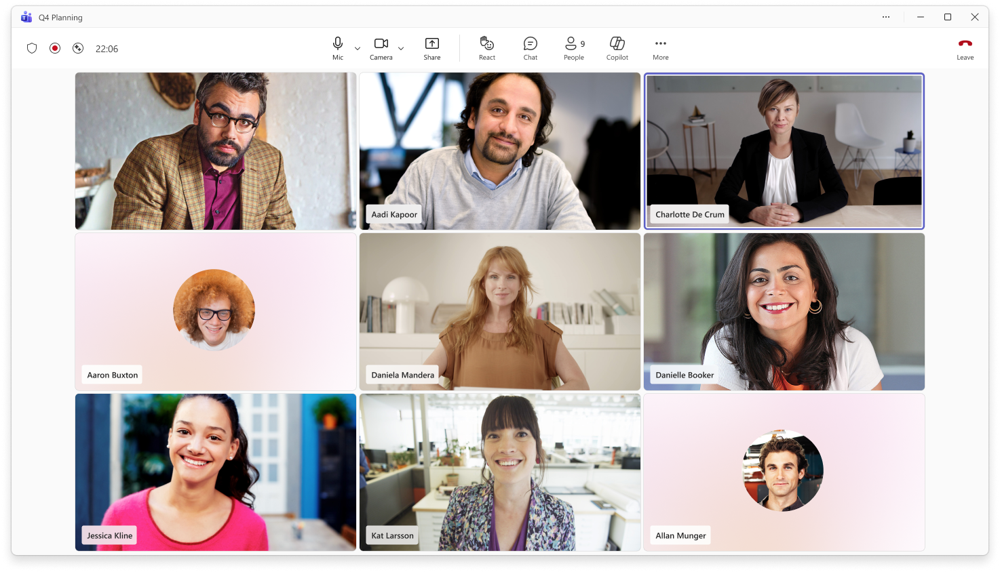 Q4 Planning
22:06
Mic
Camera
Share
React
Chat
People
9
Copilot
More
Leave
Aadi Kapoor
Charlotte De Crum
Aaron Buxton
Daniela Mandera
Danielle Booker
Jessica Kline
Kat Larsson
Allan Munger